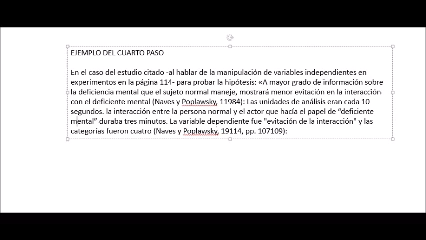 EJEMPLO DEL CUARTO PASO
En el caso del estudio citado -al hablar de la manipulación de variables independientes en
experimentos en la página 114- para probar la hipótesis: «A mayor grado de información sobre
la deficiencia mental que el sujeto normal maneje, mostrará menor evitación en la interacción
con el deficiente mental (Naves y Poplawsky, 11984): Las unidades de análisis eran cada 10
segundos. la interacción entre la persona normal y el actor que hacía el papel de "deficiente
mental" duraba tres minutos. La variable dependiente fue "evitación de la interacción" y las
categorías fueron cuatro (Naves y Poplawsky, 19114, pp. 107109):